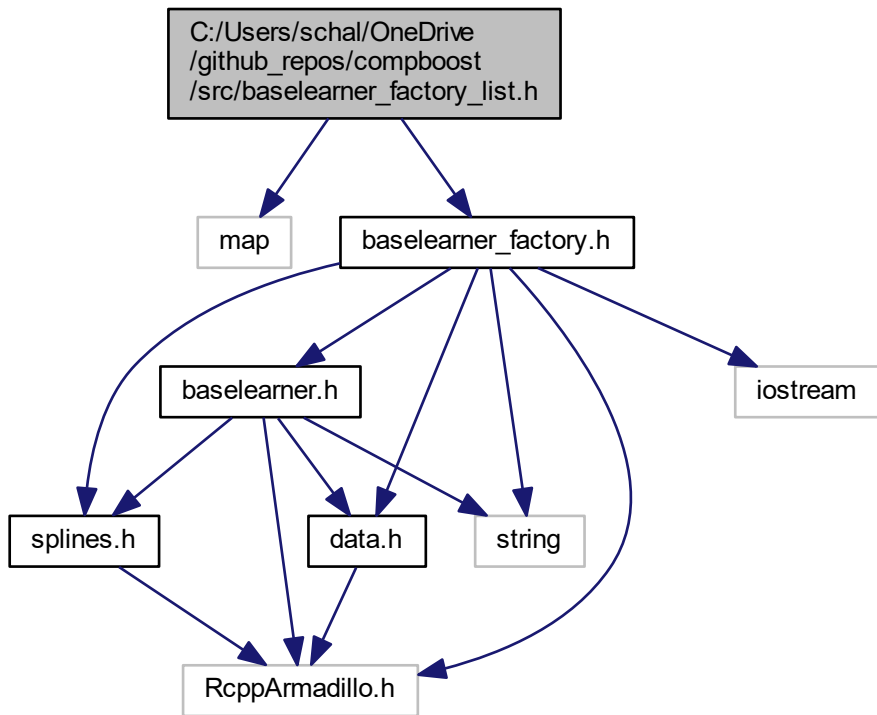 C:/Users/schal/OneDrive
/github_repos/compboost
/src/baselearner_factory_list.h
map
baselearner_factory.h
baselearner.h
iostream
splines.h
data.h
string
RcppArmadillo.h